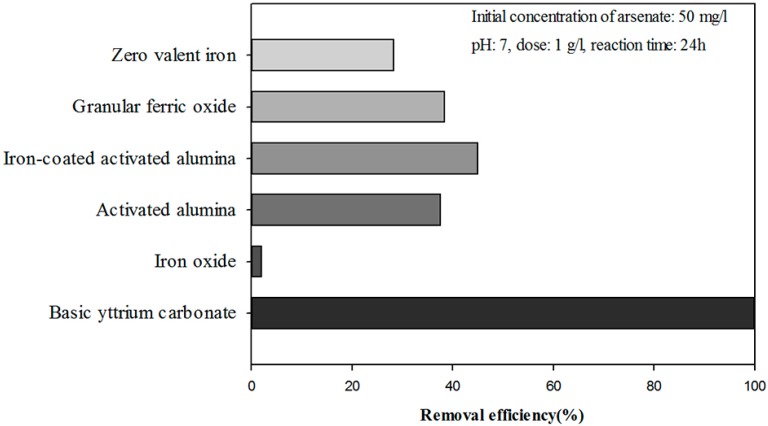 Initial concentration of arsenate: 50 mg/l
pH: 7, dose: 1 g/l, reaction time: 24h
Zero valent iron
Granular ferric oxide
Iron-coated activated alumina
Activated alumina
Iron oxide
Basic yttrium carbonate
0 20 40 60 80 100
Removal efficiency(%)